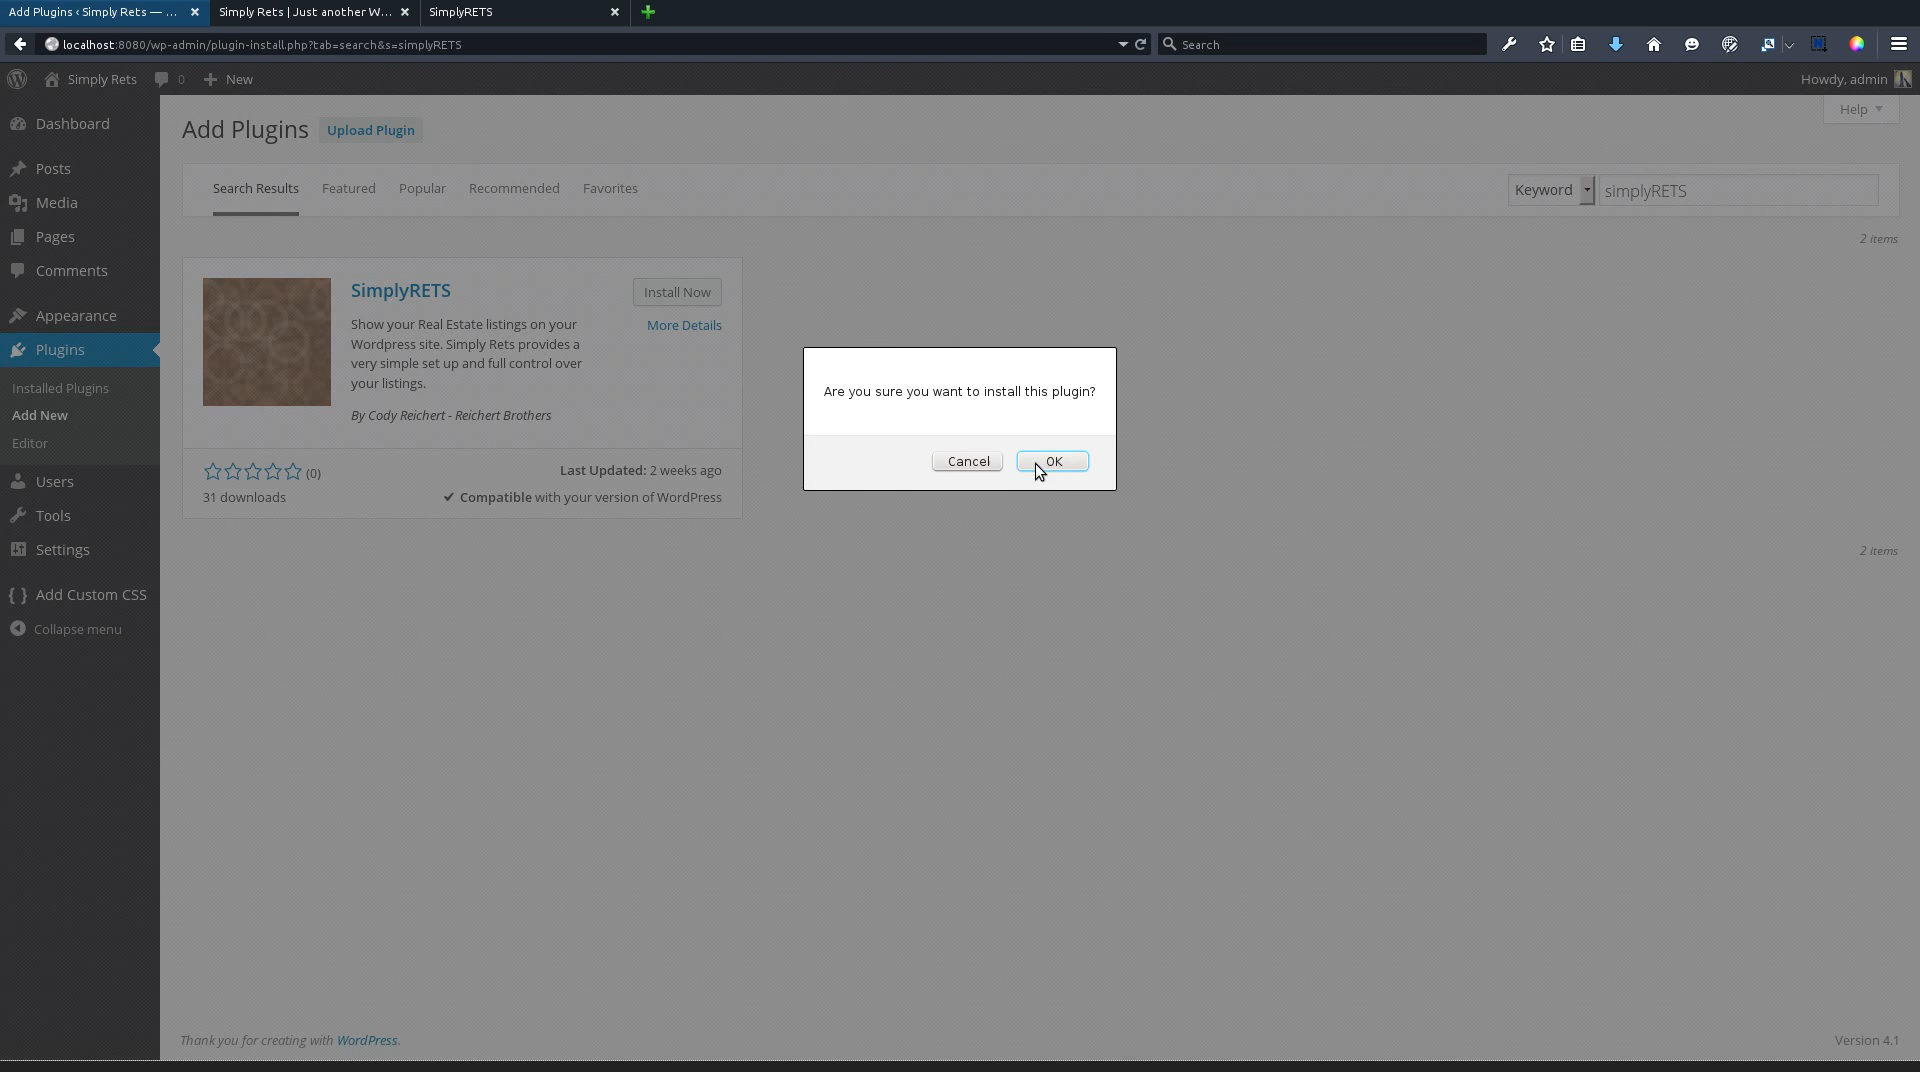 Add Plugins ‹ Simply Rets — ...
Simply Rets | Just another W...
SimplyRETS
localhost:8080/wp-admin/plugin-install.php?tab=search&s=simplyRETS
Search
Simply Rets
0
New
Howdy, admin
Help
Dashboard
Posts
Media
Pages
Comments
Appearance
Plugins
Installed Plugins
Add New
Editor
Users
Tools
Settings
Add Custom CSS
Collapse menu
Add Plugins
Upload Plugin
Search Results
Featured
Popular
Recommended
Favorites
Keyword
simplyRETS
2 items
SimplyRETS
Install Now
More Details
Show your Real Estate listings on your
Wordpress site. Simply Rets provides a
very simple set up and full control over
your listings.
By Cody Reichert - Reichert Brothers
(0)
Last Updated: 2 weeks ago
31 downloads
✔ Compatible with your version of WordPress
Are you sure you want to install this plugin?
Cancel
OK
2 items
Thank you for creating with WordPress.
Version 4.1